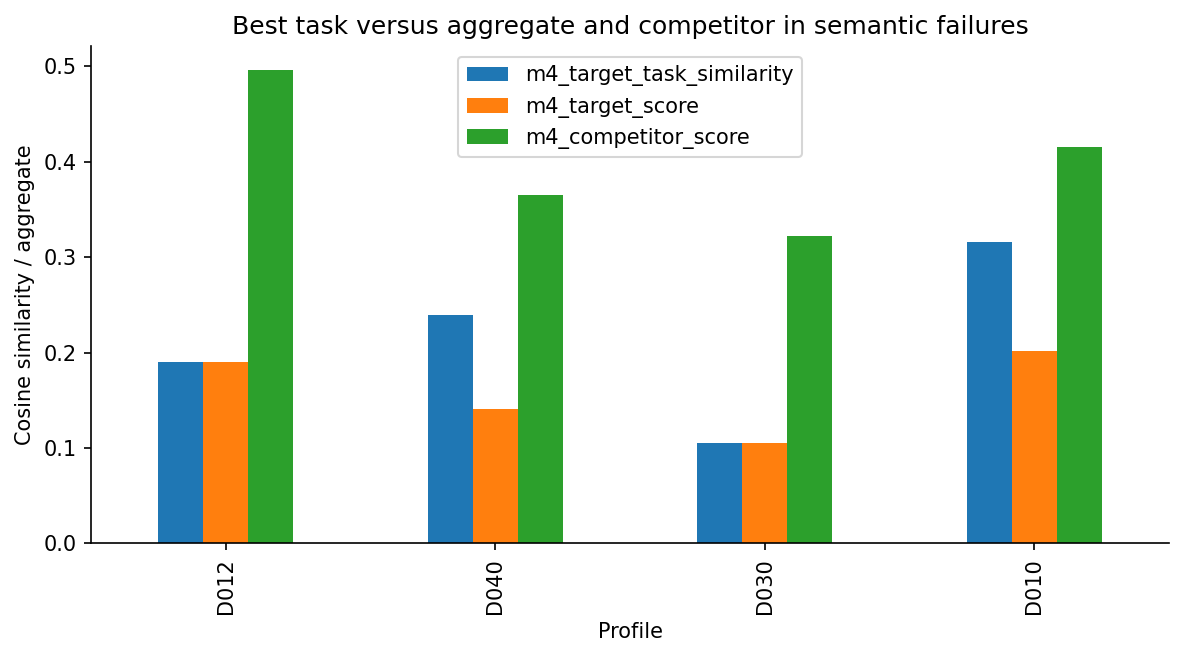 Best task versus aggregate and competitor in semantic failures
m4_target_task_similarity
m4_target_score
m4_competitor_score
Cosine similarity / aggregate
0.5
0.4
0.3
0.2
0.1
0.0
D012
D040
D030
D010
Profile